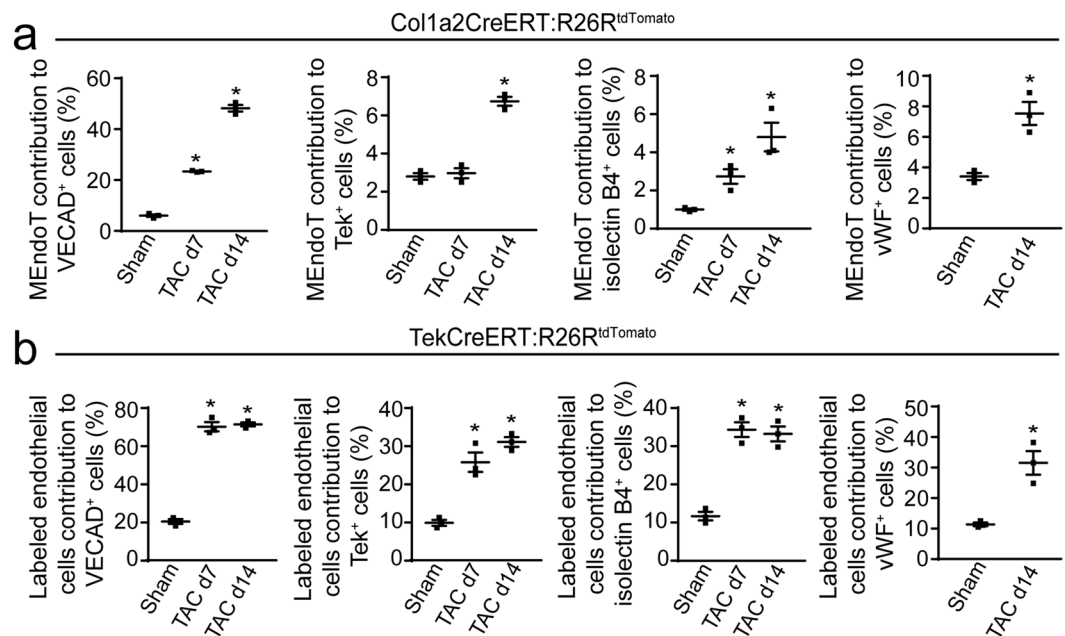 a
Col1a2CreERT:R26R^tdTomato
MEndoT contribution to
VECAD⁺ cells (%)
60
40
20
0
*
*
Sham
TAC d7
TAC d14
MEndoT contribution to
Tek⁺ cells (%)
8
6
4
2
0
*
Sham
TAC d7
TAC d14
MEndoT contribution to
isolectin B4⁺ cells (%)
8
6
4
2
0
*
*
Sham
TAC d7
TAC d14
MEndoT contribution to
vWF⁺ cells (%)
10
8
6
4
2
0
*
Sham
TAC d14
b
TekCreERT:R26R^tdTomato
Labeled endothelial
cells contribution to
VECAD⁺ cells (%)
80
60
40
20
0
*
*
Sham
TAC d7
TAC d14
Labeled endothelial
cells contribution to
Tek⁺ cells (%)
40
30
20
10
0
*
*
Sham
TAC d7
TAC d14
Labeled endothelial
cells contribution to
isolectin B4⁺ cells (%)
40
30
20
10
0
*
*
Sham
TAC d7
TAC d14
Labeled endothelial
cells contribution to
vWF⁺ cells (%)
50
40
30
20
10
0
*
Sham
TAC d14